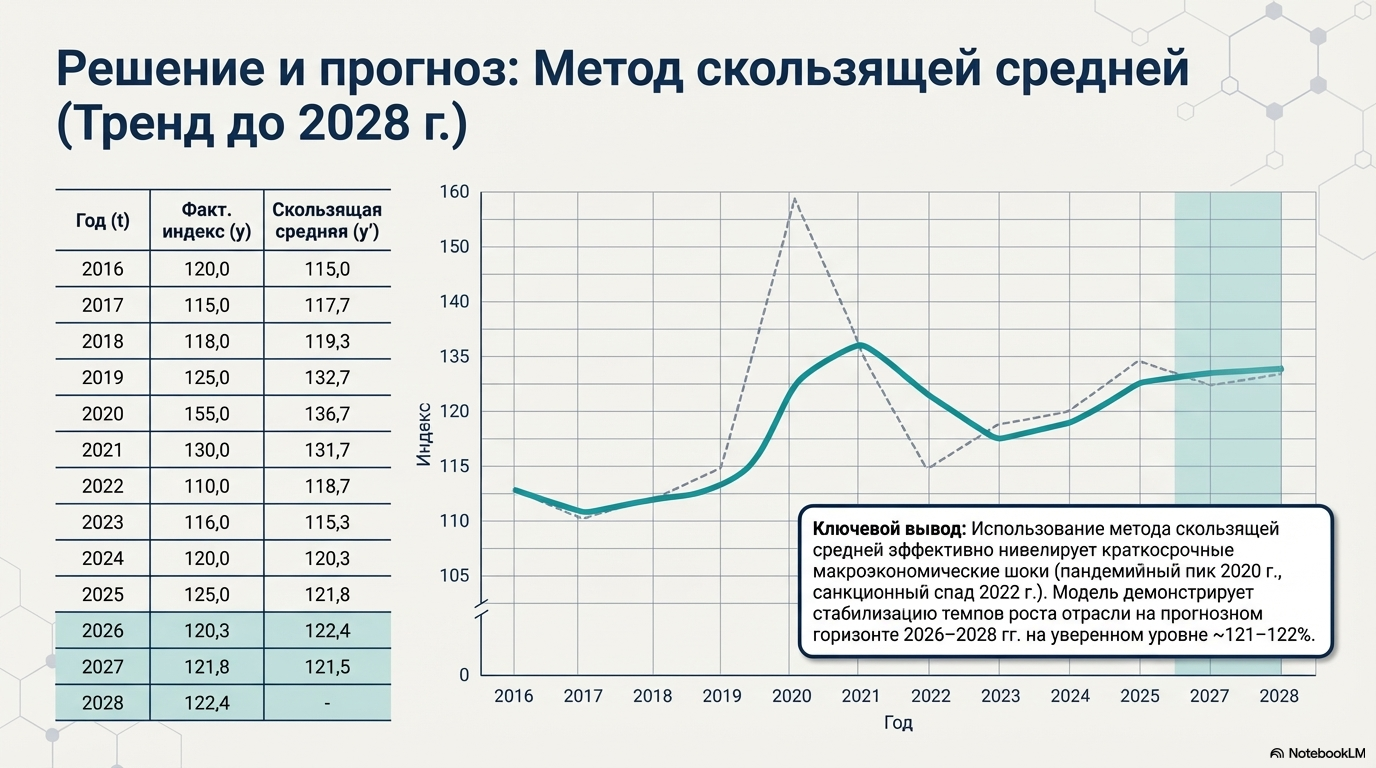 Решение и прогноз: Метод скользящей средней
(Тренд до 2028 г.)
Год (t) Факт. индекс (y) Скользящая средняя (y’)
2016 120,0 115,0
2017 115,0 117,7
2018 118,0 119,3
2019 125,0 132,7
2020 155,0 136,7
2021 130,0 131,7
2022 110,0 118,7
2023 116,0 115,3
2024 120,0 120,3
2025 125,0 121,8
2026 120,3 122,4
2027 121,8 121,5
2028 122,4 -
Индекс
160
150
140
135
120
115
110
105
0
2016 2017 2018 2019 2020 2021 2022 2023 2024 2025 2027 2028
Год
Ключевой вывод: Использование метода скользящей
средней эффективно нивелирует краткосрочные
макроэкономические шоки (пандемийный пик 2020 г.,
санкционный спад 2022 г.). Модель демонстрирует
стабилизацию темпов роста отрасли на прогнозном
горизонте 2026–2028 гг. на уверенном уровне ~121–122%.
NotebookLM